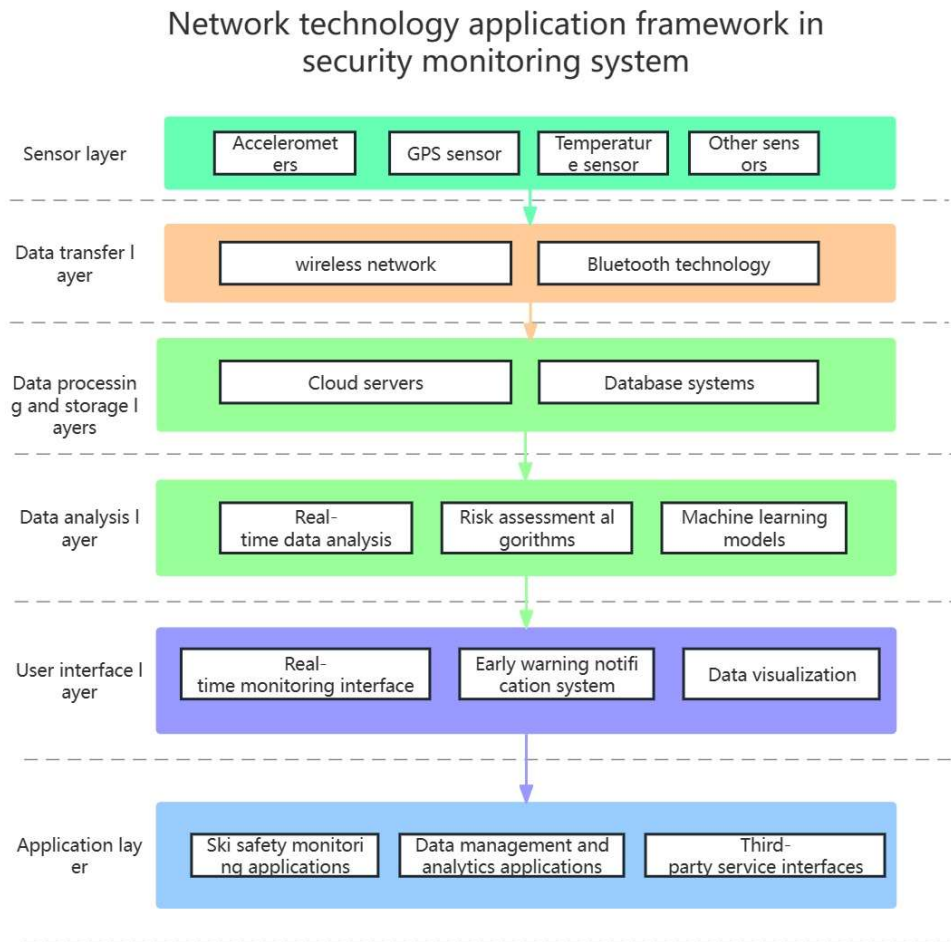 Network technology application framework in
security monitoring system
Sensor layer
Acceleromet
ers
GPS sensor
Temperatur
e sensor
Other sens
ors
Data transfer l
ayer
wireless network
Bluetooth technology
Data processin
g and storage l
ayers
Cloud servers
Database systems
Data analysis l
ayer
Real-
time data analysis
Risk assessment al
gorithms
Machine learning
models
User interface l
ayer
Real-
time monitoring interface
Early warning notifi
cation system
Data visualization
Application lay
er
Ski safety monitori
ng applications
Data management and
analytics applications
Third-
party service interfaces